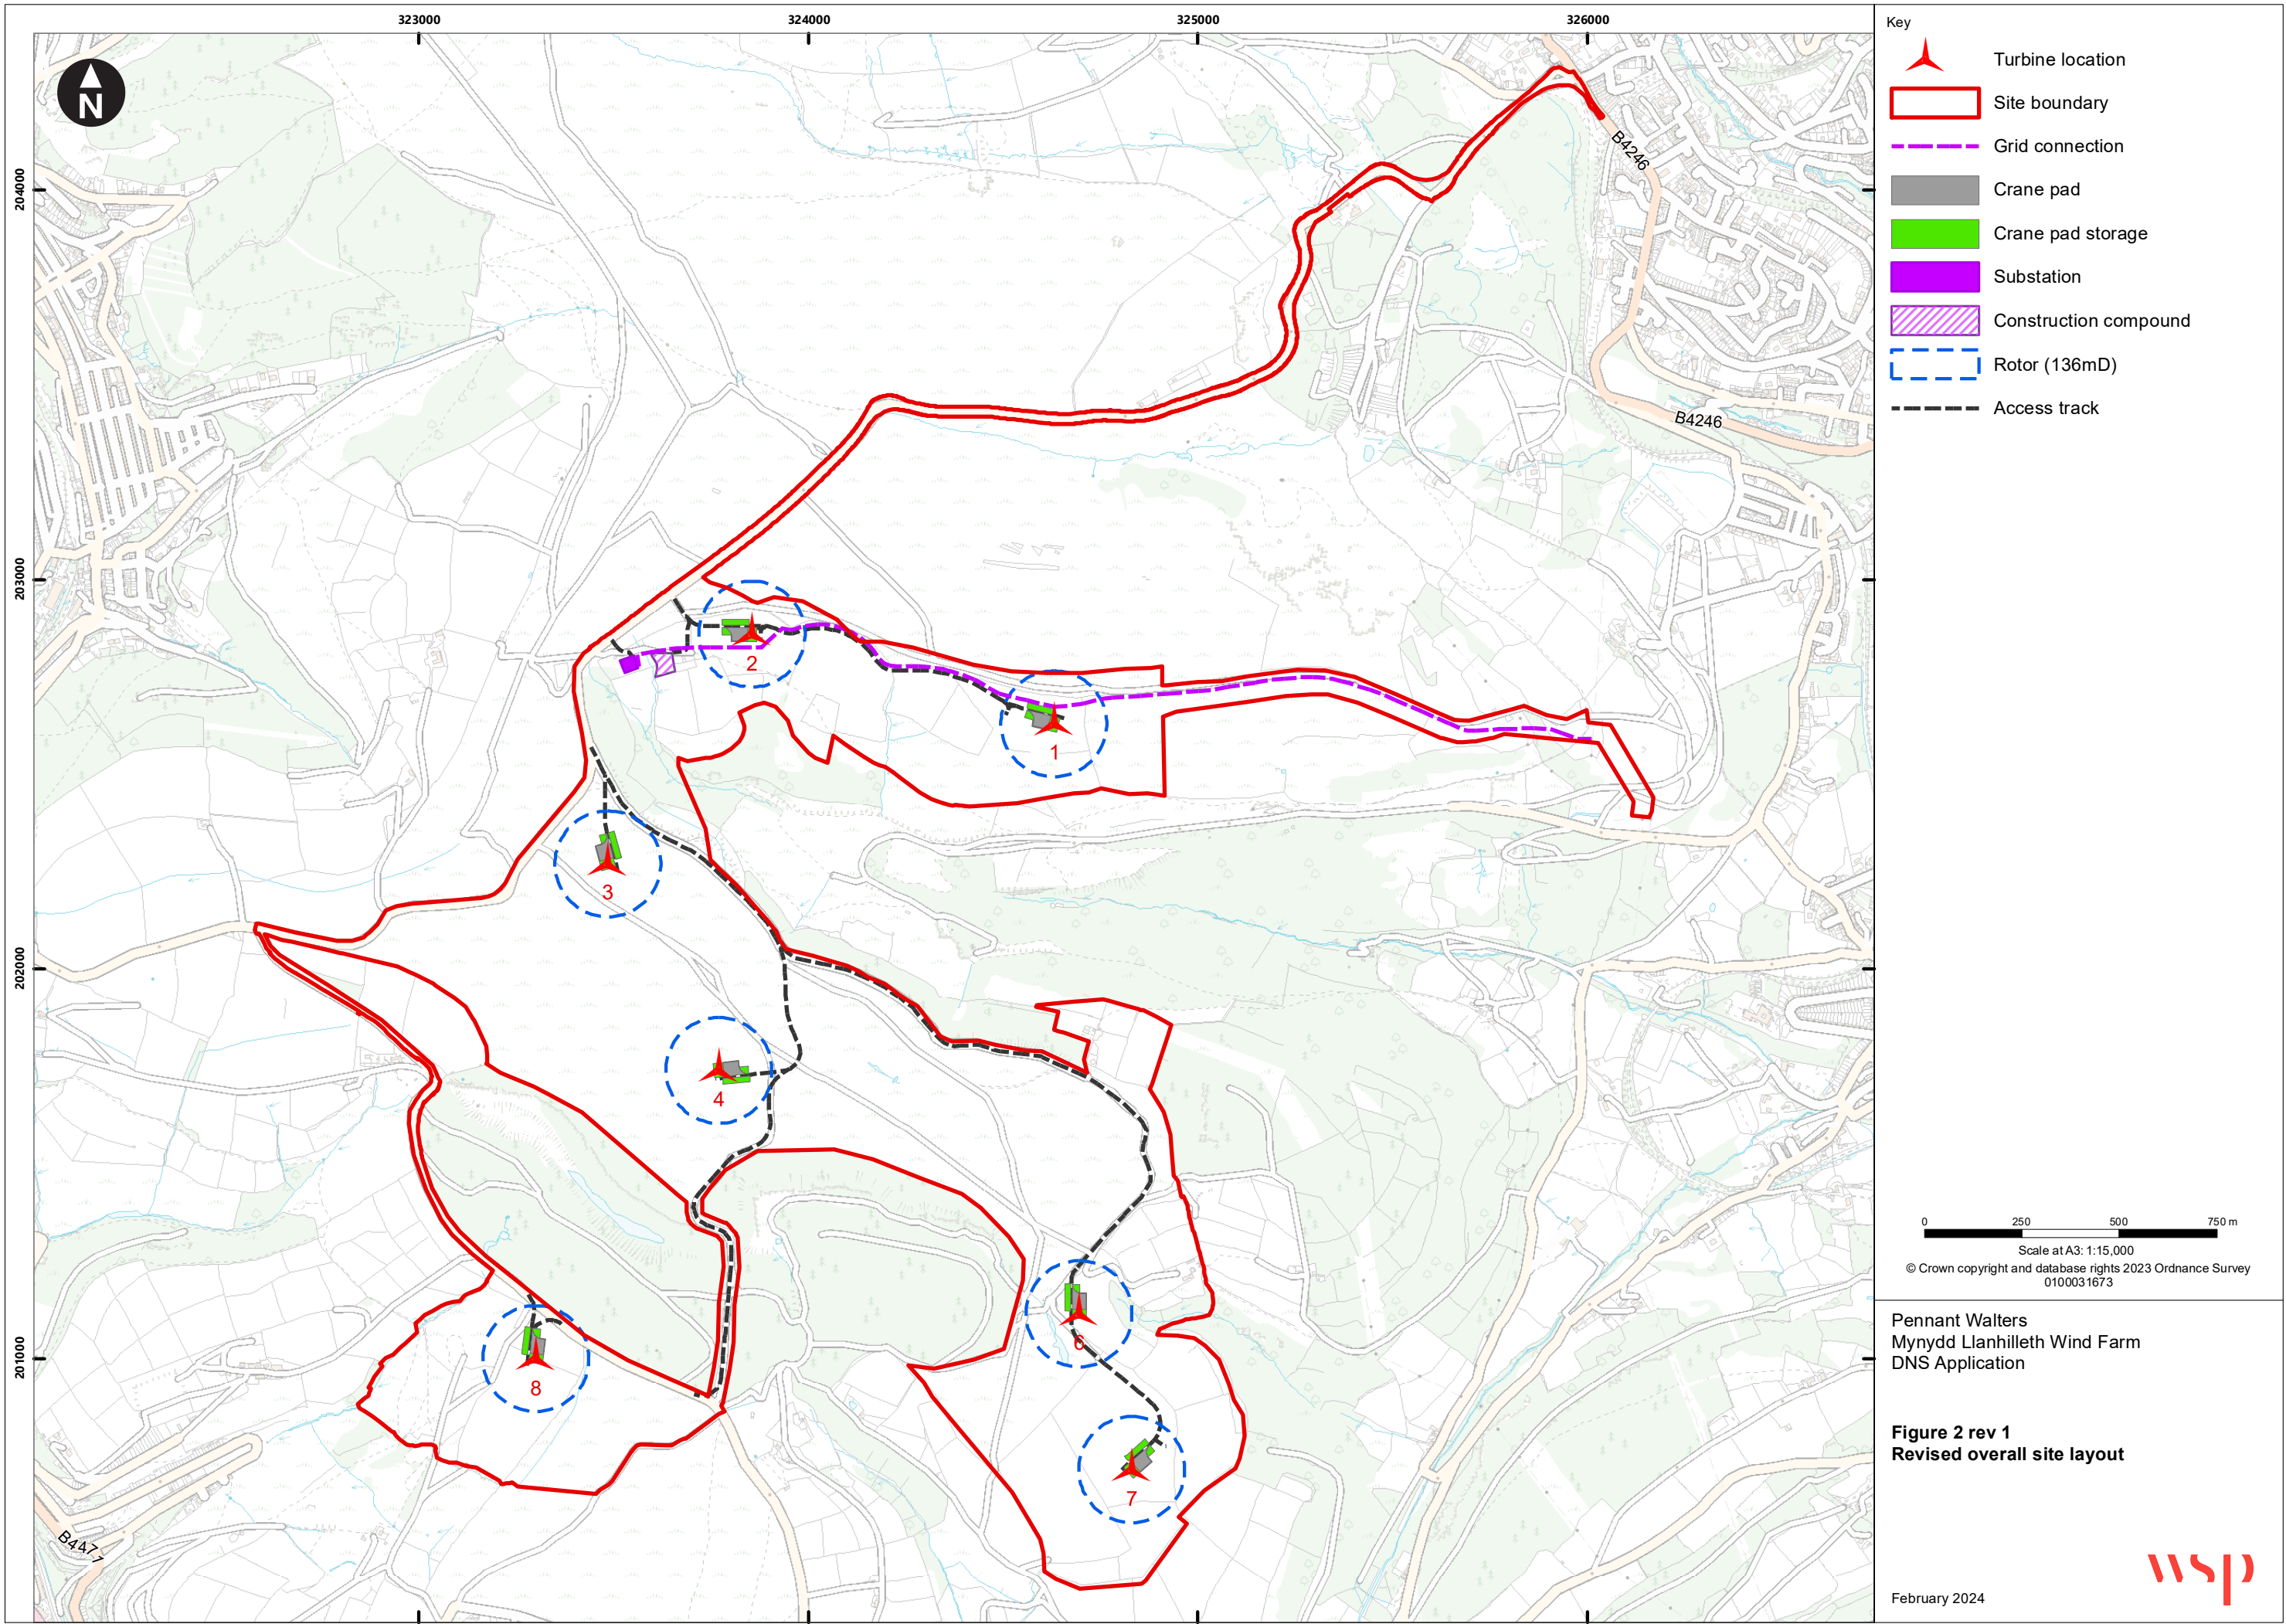 323000
324000
325000
326000
204000
203000
202000
201000
N
B4246
B4246
B4471
2
1
3
4
6
8
7
Key
Turbine location
Site boundary
Grid connection
Crane pad
Crane pad storage
Substation
Construction compound
Rotor (136mD)
Access track
0 250 500 750 m
Scale at A3: 1:15,000
© Crown copyright and database rights 2023 Ordnance Survey
0100031673
Pennant Walters
Mynydd Llanhilleth Wind Farm
DNS Application
Figure 2 rev 1
Revised overall site layout
February 2024
wsp